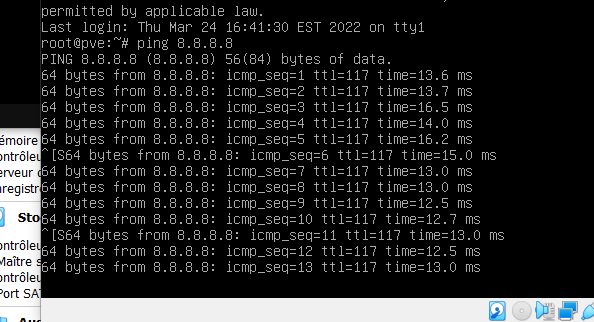 permitted by applicable law.
Last login: Thu Mar 24 16:41:30 EST 2022 on tty1
root@pve:~# ping 8.8.8.8
PING 8.8.8.8 (8.8.8.8) 56(84) bytes of data.
64 bytes from 8.8.8.8: icmp_seq=1 ttl=117 time=13.6 ms
64 bytes from 8.8.8.8: icmp_seq=2 ttl=117 time=13.7 ms
64 bytes from 8.8.8.8: icmp_seq=3 ttl=117 time=16.5 ms
64 bytes from 8.8.8.8: icmp_seq=4 ttl=117 time=14.0 ms
64 bytes from 8.8.8.8: icmp_seq=5 ttl=117 time=16.2 ms
^[S64 bytes from 8.8.8.8: icmp_seq=6 ttl=117 time=15.0 ms
64 bytes from 8.8.8.8: icmp_seq=7 ttl=117 time=13.0 ms
64 bytes from 8.8.8.8: icmp_seq=8 ttl=117 time=13.0 ms
64 bytes from 8.8.8.8: icmp_seq=9 ttl=117 time=12.5 ms
64 bytes from 8.8.8.8: icmp_seq=10 ttl=117 time=12.7 ms
^[S64 bytes from 8.8.8.8: icmp_seq=11 ttl=117 time=13.0 ms
64 bytes from 8.8.8.8: icmp_seq=12 ttl=117 time=12.5 ms
64 bytes from 8.8.8.8: icmp_seq=13 ttl=117 time=13.0 ms
émoire
ontrôleu
erveur d
nregistre
Sto
ontrôleu
Maître s
ontrôleu
Port SA